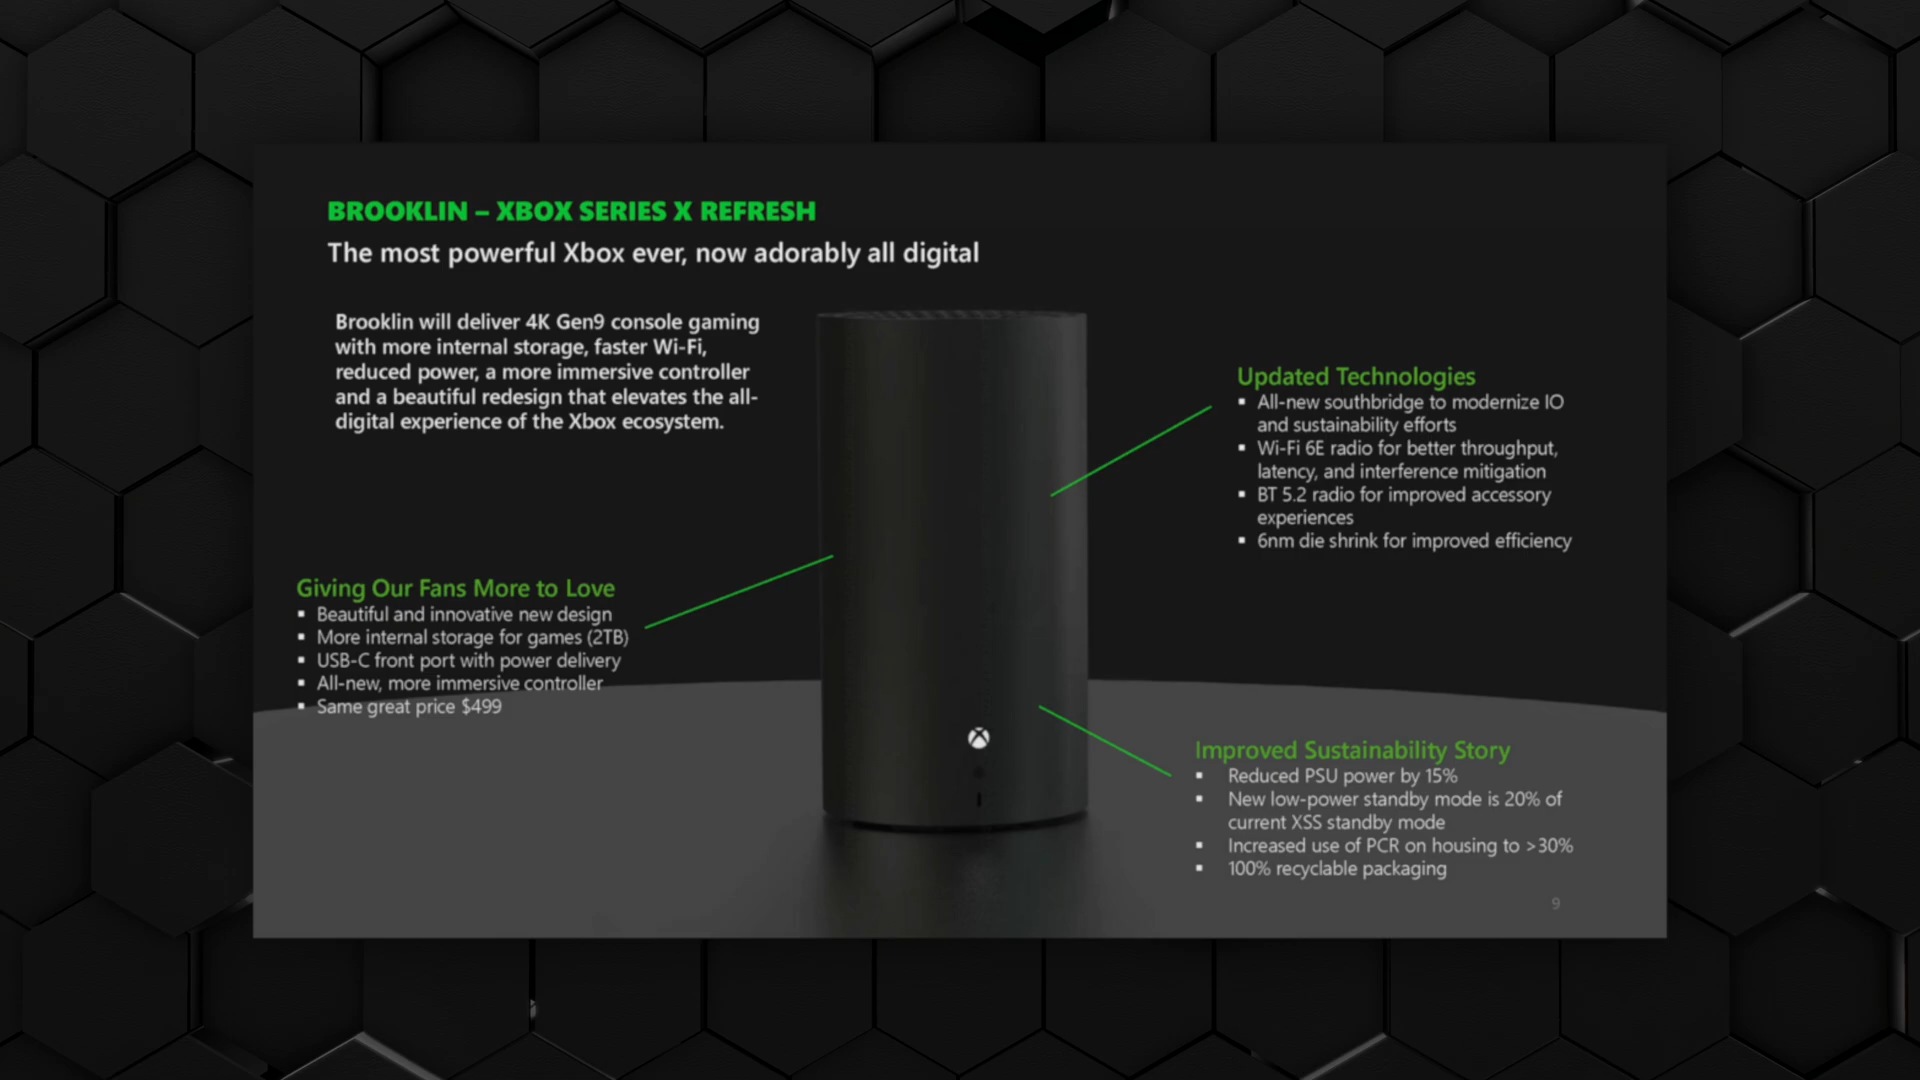 BROOKLIN – XBOX SERIES X REFRESH
The most powerful Xbox ever, now adorably all digital
Brooklin will deliver 4K Gen9 console gaming
with more internal storage, faster Wi-Fi,
reduced power, a more immersive controller
and a beautiful redesign that elevates the all-
digital experience of the Xbox ecosystem.
Giving Our Fans More to Love
▪ Beautiful and innovative new design
▪ More internal storage for games (2TB)
▪ USB-C front port with power delivery
▪ All-new, more immersive controller
▪ Same great price $499
Updated Technologies
▪ All-new southbridge to modernize IO
and sustainability efforts
▪ Wi-Fi 6E radio for better throughput,
latency, and interference mitigation
▪ BT 5.2 radio for improved accessory
experiences
▪ 6nm die shrink for improved efficiency
Improved Sustainability Story
▪ Reduced PSU power by 15%
▪ New low-power standby mode is 20% of
current XSS standby mode
▪ Increased use of PCR on housing to >30%
▪ 100% recyclable packaging
9